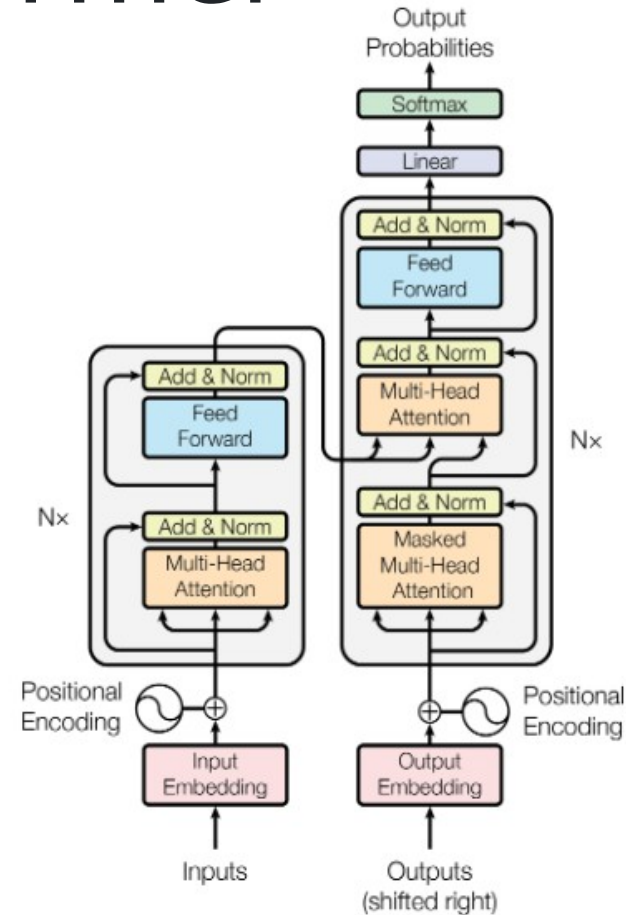 Output
Probabilities
Softmax
Linear
Add & Norm
Feed
Forward
Add & Norm
Multi-Head
Attention
Add & Norm
Masked
Multi-Head
Attention
Nx
Add & Norm
Feed
Forward
Add & Norm
Multi-Head
Attention
Nx
Positional
Encoding
Positional
Encoding
Input
Embedding
Output
Embedding
Inputs
Outputs
(shifted right)